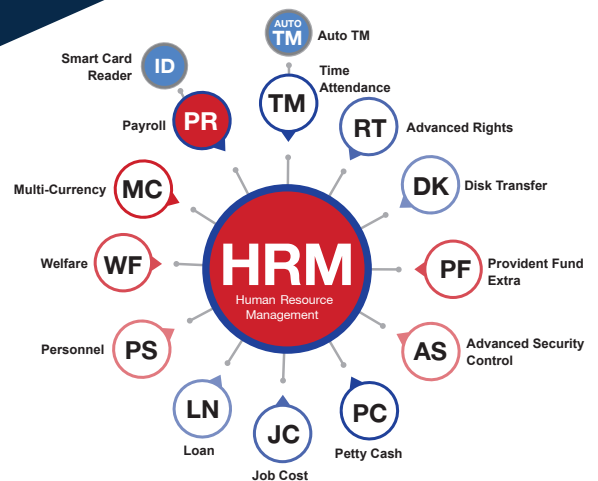 AUTO
TM
Auto TM
Smart Card
Reader
ID
Time
Attendance
TM
Payroll
PR
RT
Advanced Rights
Multi-Currency
MC
DK
Disk Transfer
Welfare
WF
HRM
Human Resource
Management
PF
Provident Fund
Extra
Personnel
PS
AS
Advanced Security
Control
LN
Loan
JC
Job Cost
PC
Petty Cash